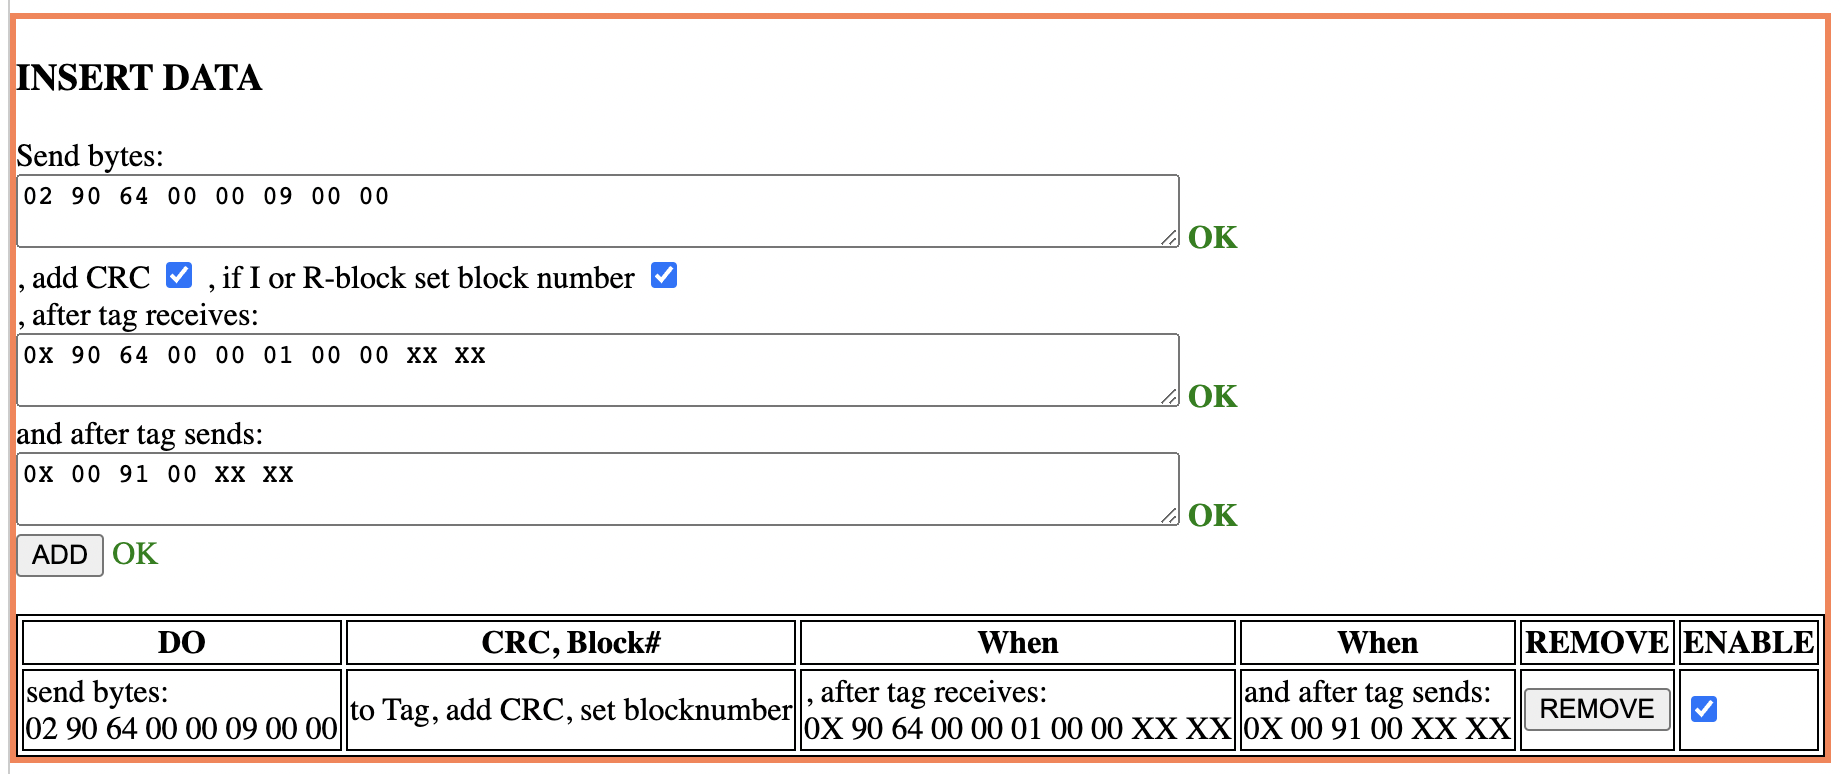 INSERT DATA
Send bytes:
02 90 64 00 00 09 00 00
OK
, add CRC , if I or R-block set block number
, after tag receives:
0X 90 64 00 00 01 00 00 XX XX
OK
and after tag sends:
0X 00 91 00 XX XX
OK
ADD OK
DO CRC, Block# When When REMOVE ENABLE
send bytes:
02 90 64 00 00 09 00 00
to Tag, add CRC, set blocknumber
, after tag receives:
0X 90 64 00 00 01 00 00 XX XX
and after tag sends:
0X 00 91 00 XX XX
REMOVE